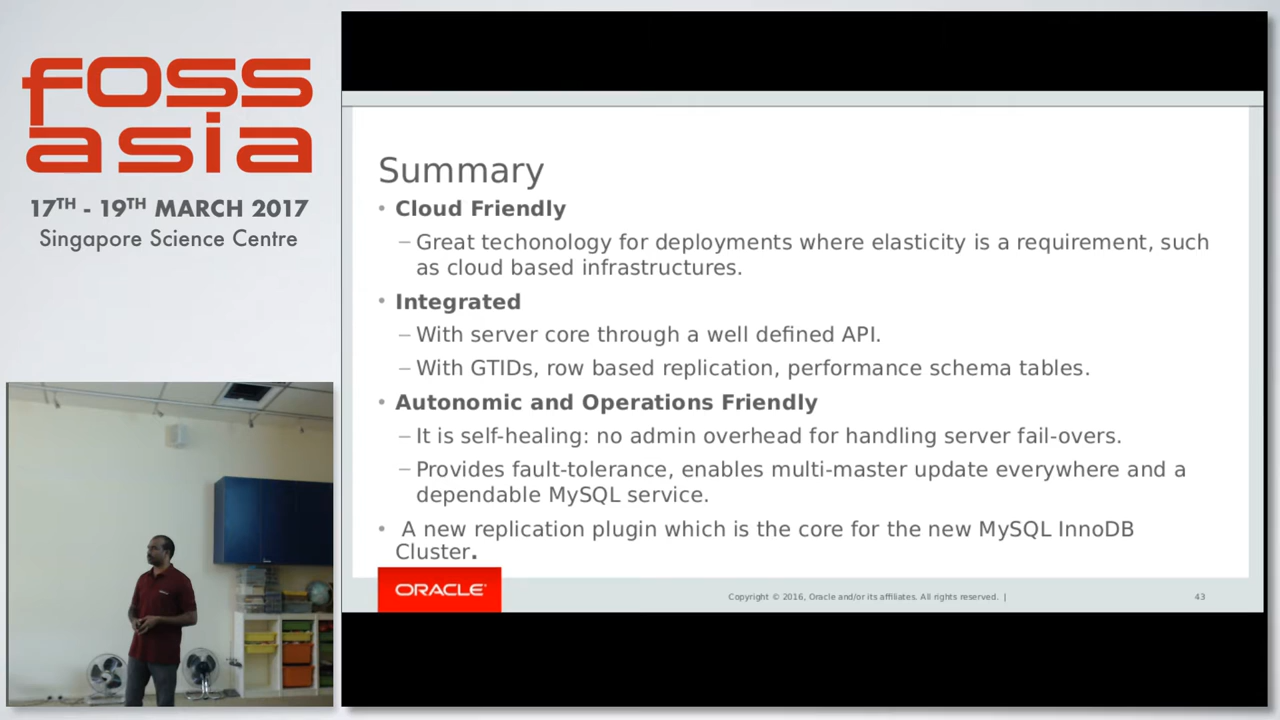 foss
asia
17TH - 19TH MARCH 2017
Singapore Science Centre
Summary
• Cloud Friendly
– Great techonology for deployments where elasticity is a requirement, such
as cloud based infrastructures.
• Integrated
– With server core through a well defined API.
– With GTIDs, row based replication, performance schema tables.
• Autonomic and Operations Friendly
– It is self-healing: no admin overhead for handling server fail-overs.
– Provides fault-tolerance, enables multi-master update everywhere and a
dependable MySQL service.
• A new replication plugin which is the core for the new MySQL InnoDB
Cluster.
ORACLE
Copyright © 2016, Oracle and/or its affiliates. All rights reserved. |
43